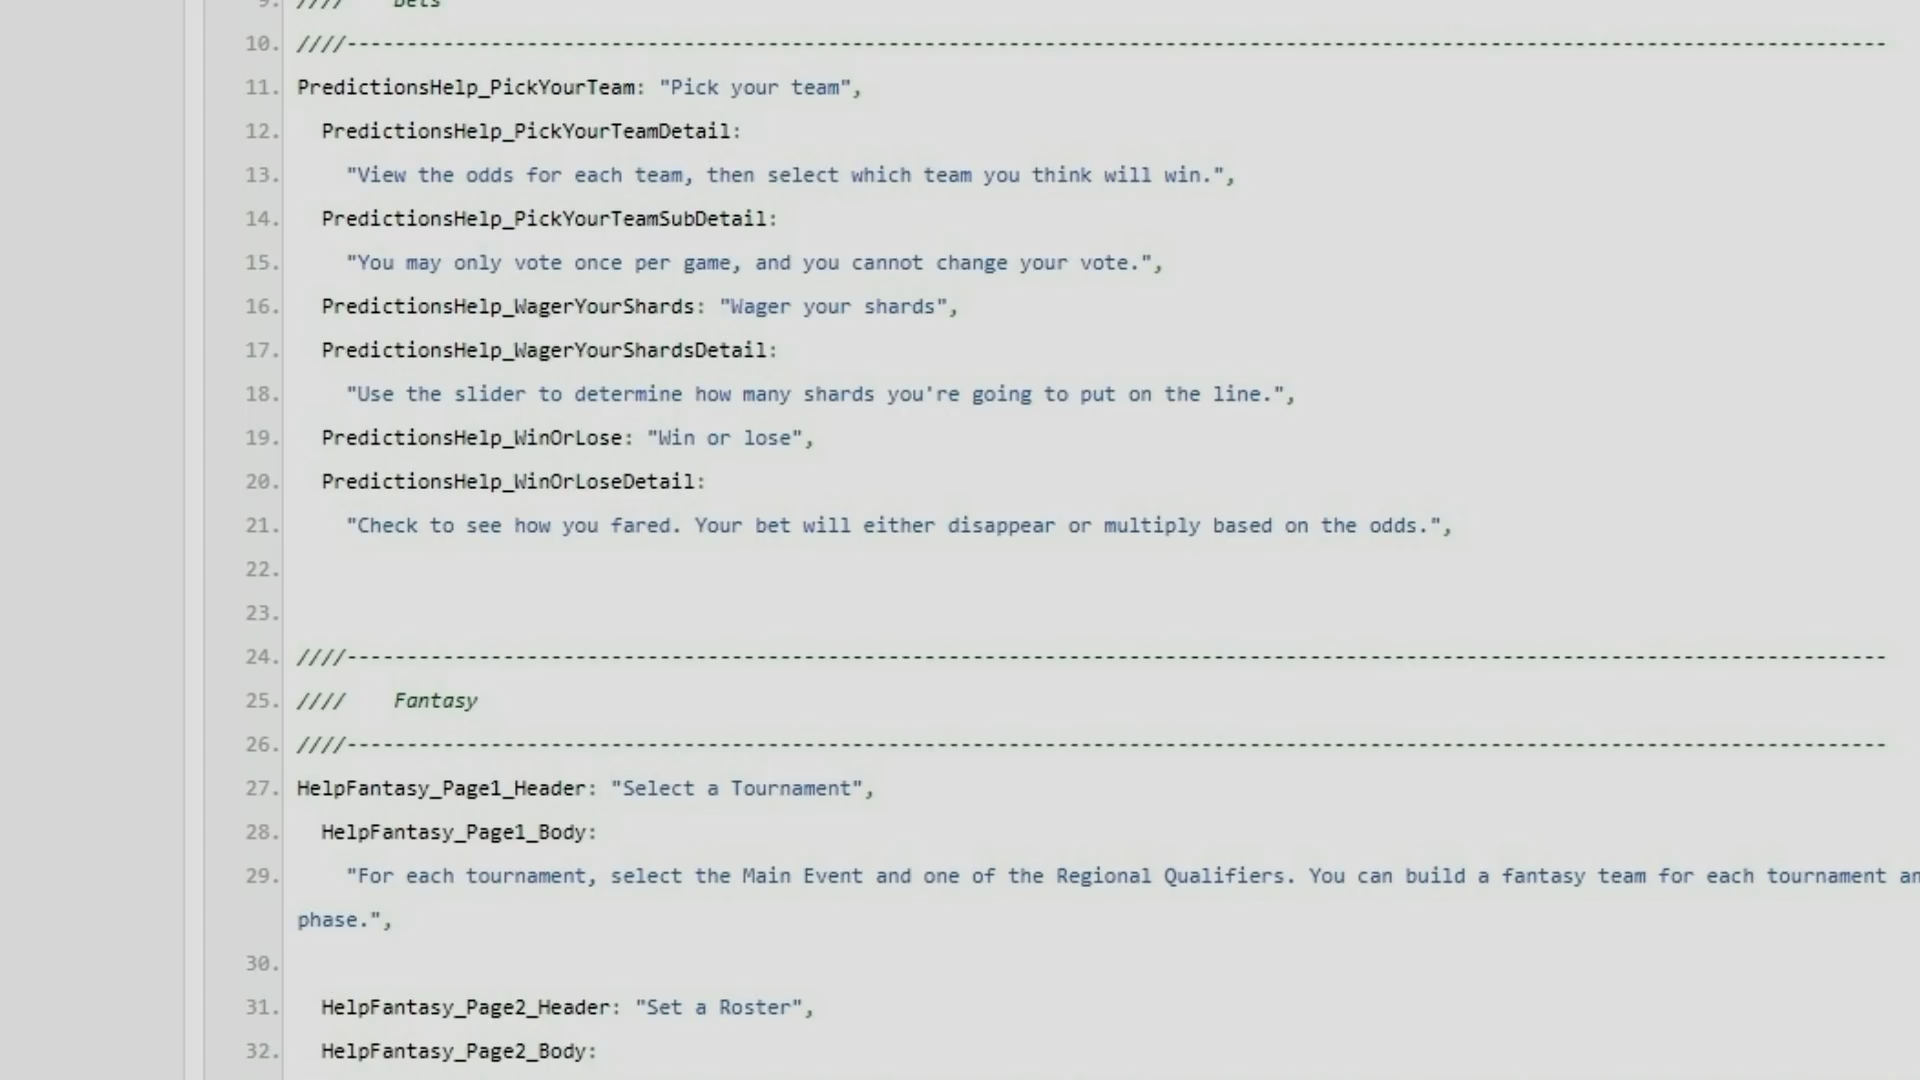 9. //// Bets
10. ////--------------------------------------------------------------------------------------------------------------------------------
11. PredictionsHelp_PickYourTeam: "Pick your team",
12. PredictionsHelp_PickYourTeamDetail:
13. "View the odds for each team, then select which team you think will win.",
14. PredictionsHelp_PickYourTeamSubDetail:
15. "You may only vote once per game, and you cannot change your vote.",
16. PredictionsHelp_WagerYourShards: "Wager your shards",
17. PredictionsHelp_WagerYourShardsDetail:
18. "Use the slider to determine how many shards you're going to put on the line.",
19. PredictionsHelp_WinOrLose: "Win or lose",
20. PredictionsHelp_WinOrLoseDetail:
21. "Check to see how you fared. Your bet will either disappear or multiply based on the odds.",
22.
23.
24. ////--------------------------------------------------------------------------------------------------------------------------------
25. //// Fantasy
26. ////--------------------------------------------------------------------------------------------------------------------------------
27. HelpFantasy_Page1_Header: "Select a Tournament",
28. HelpFantasy_Page1_Body:
29. "For each tournament, select the Main Event and one of the Regional Qualifiers. You can build a fantasy team for each tournament an
phase.",
30.
31. HelpFantasy_Page2_Header: "Set a Roster",
32. HelpFantasy_Page2_Body: